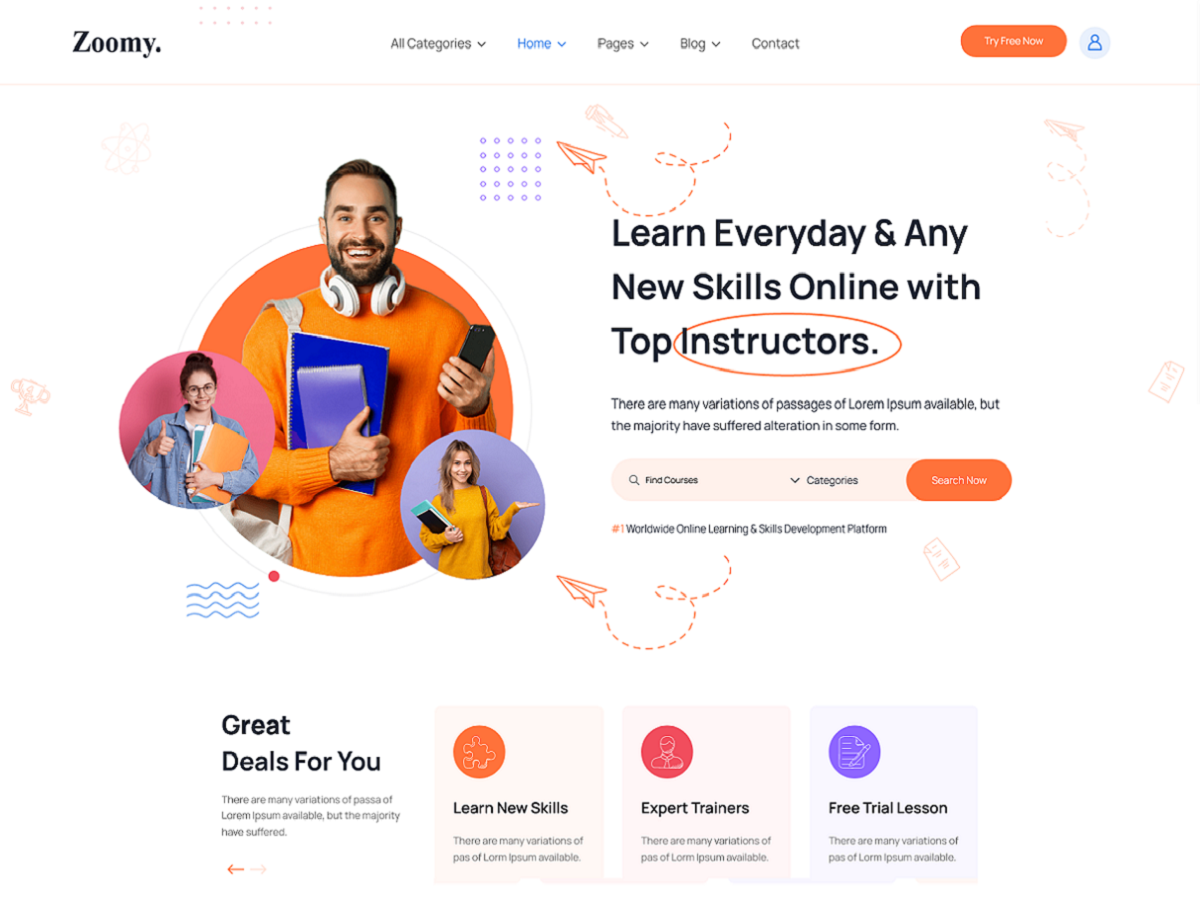 Zoomy.
All Categories
Home
Pages
Blog
Contact
Try Free Now
Learn Everyday & Any
New Skills Online with
Top Instructors.
There are many variations of passages of Lorem Ipsum available, but
the majority have suffered alteration in some form.
Find Courses
Categories
Search Now
#1 Worldwide Online Learning & Skills Development Platform
Great
Deals For You
There are many variations of passa of
Lorem Ipsum available, but the majority
have suffered.
Learn New Skills
There are many variations of
pas of Lorm Ipsum available.
Expert Trainers
There are many variations of
pas of Lorm Ipsum available.
Free Trial Lesson
There are many variations of
pas of Lorm Ipsum available.